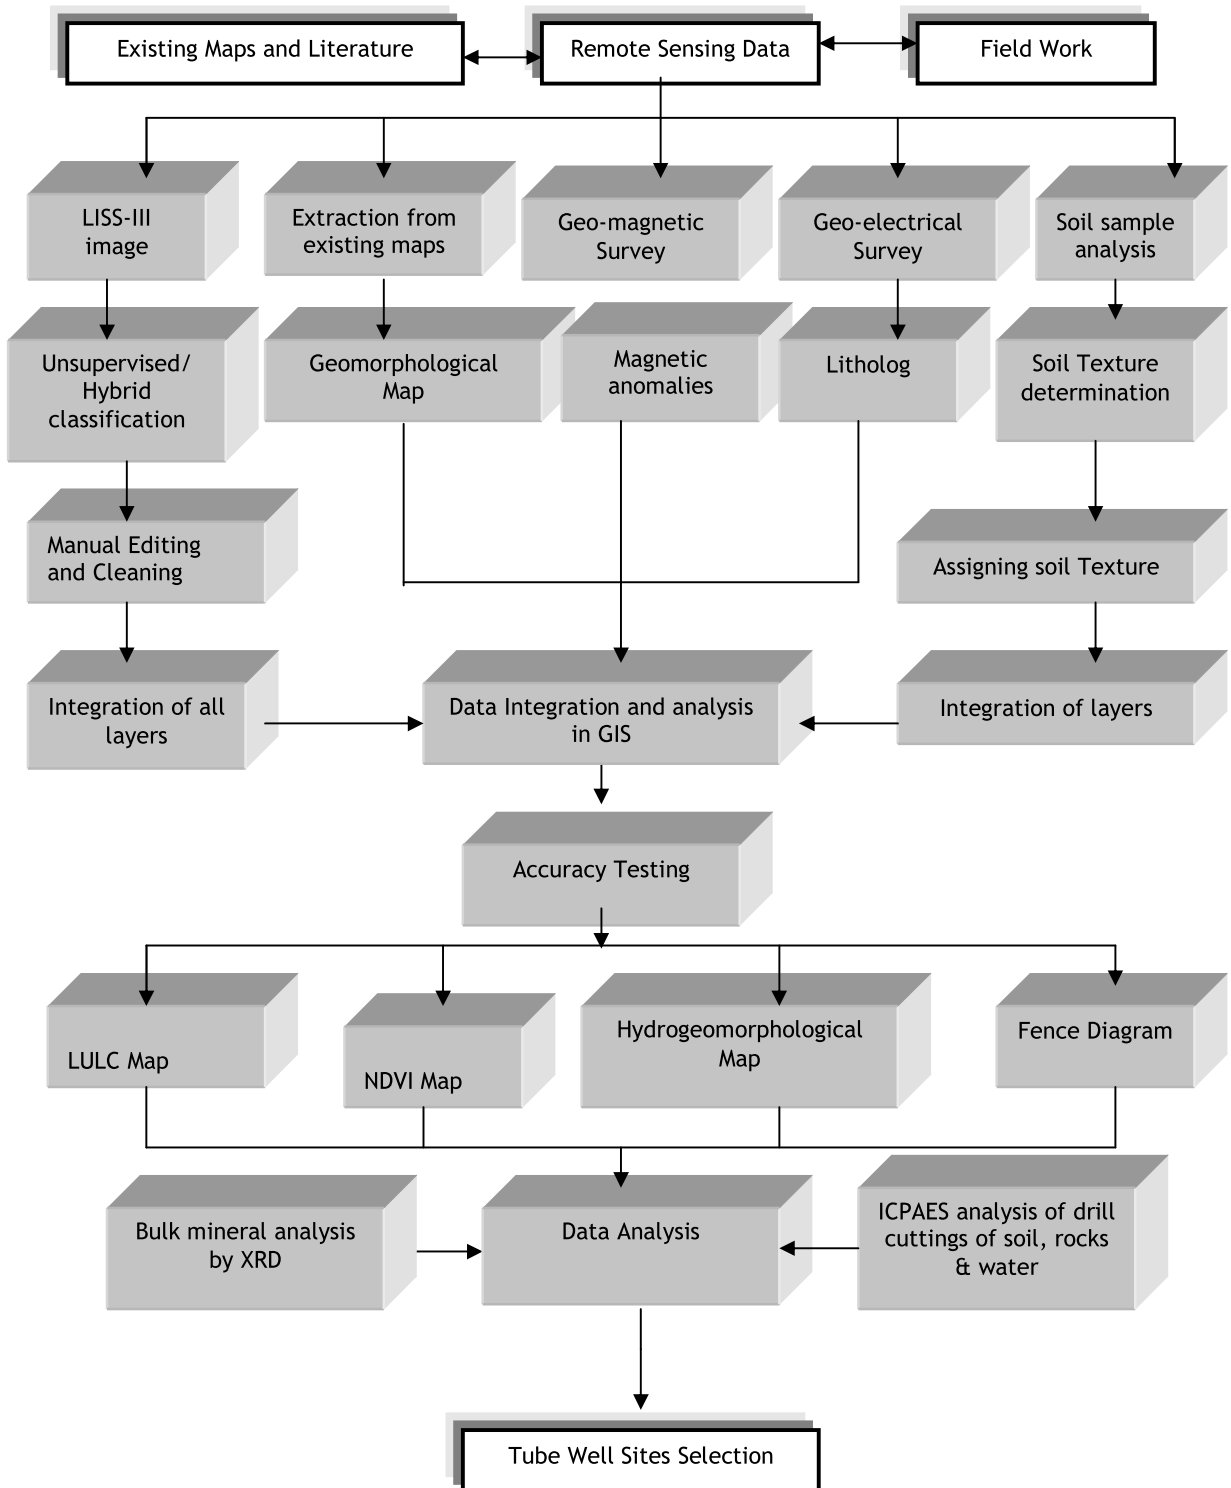 Existing Maps and Literature
Remote Sensing Data
Field Work
LISS-III
image
Extraction from
existing maps
Geo-magnetic
Survey
Geo-electrical
Survey
Soil sample
analysis
Unsupervised/
Hybrid
classification
Geomorphological
Map
Magnetic
anomalies
Litholog
Soil Texture
determination
Manual Editing
and Cleaning
Assigning soil Texture
Integration of all
layers
Data Integration and analysis
in GIS
Integration of layers
Accuracy Testing
LULC Map
NDVI Map
Hydrogeomorphological
Map
Fence Diagram
Bulk mineral analysis
by XRD
Data Analysis
ICPAES analysis of drill
cuttings of soil, rocks
& water
Tube Well Sites Selection